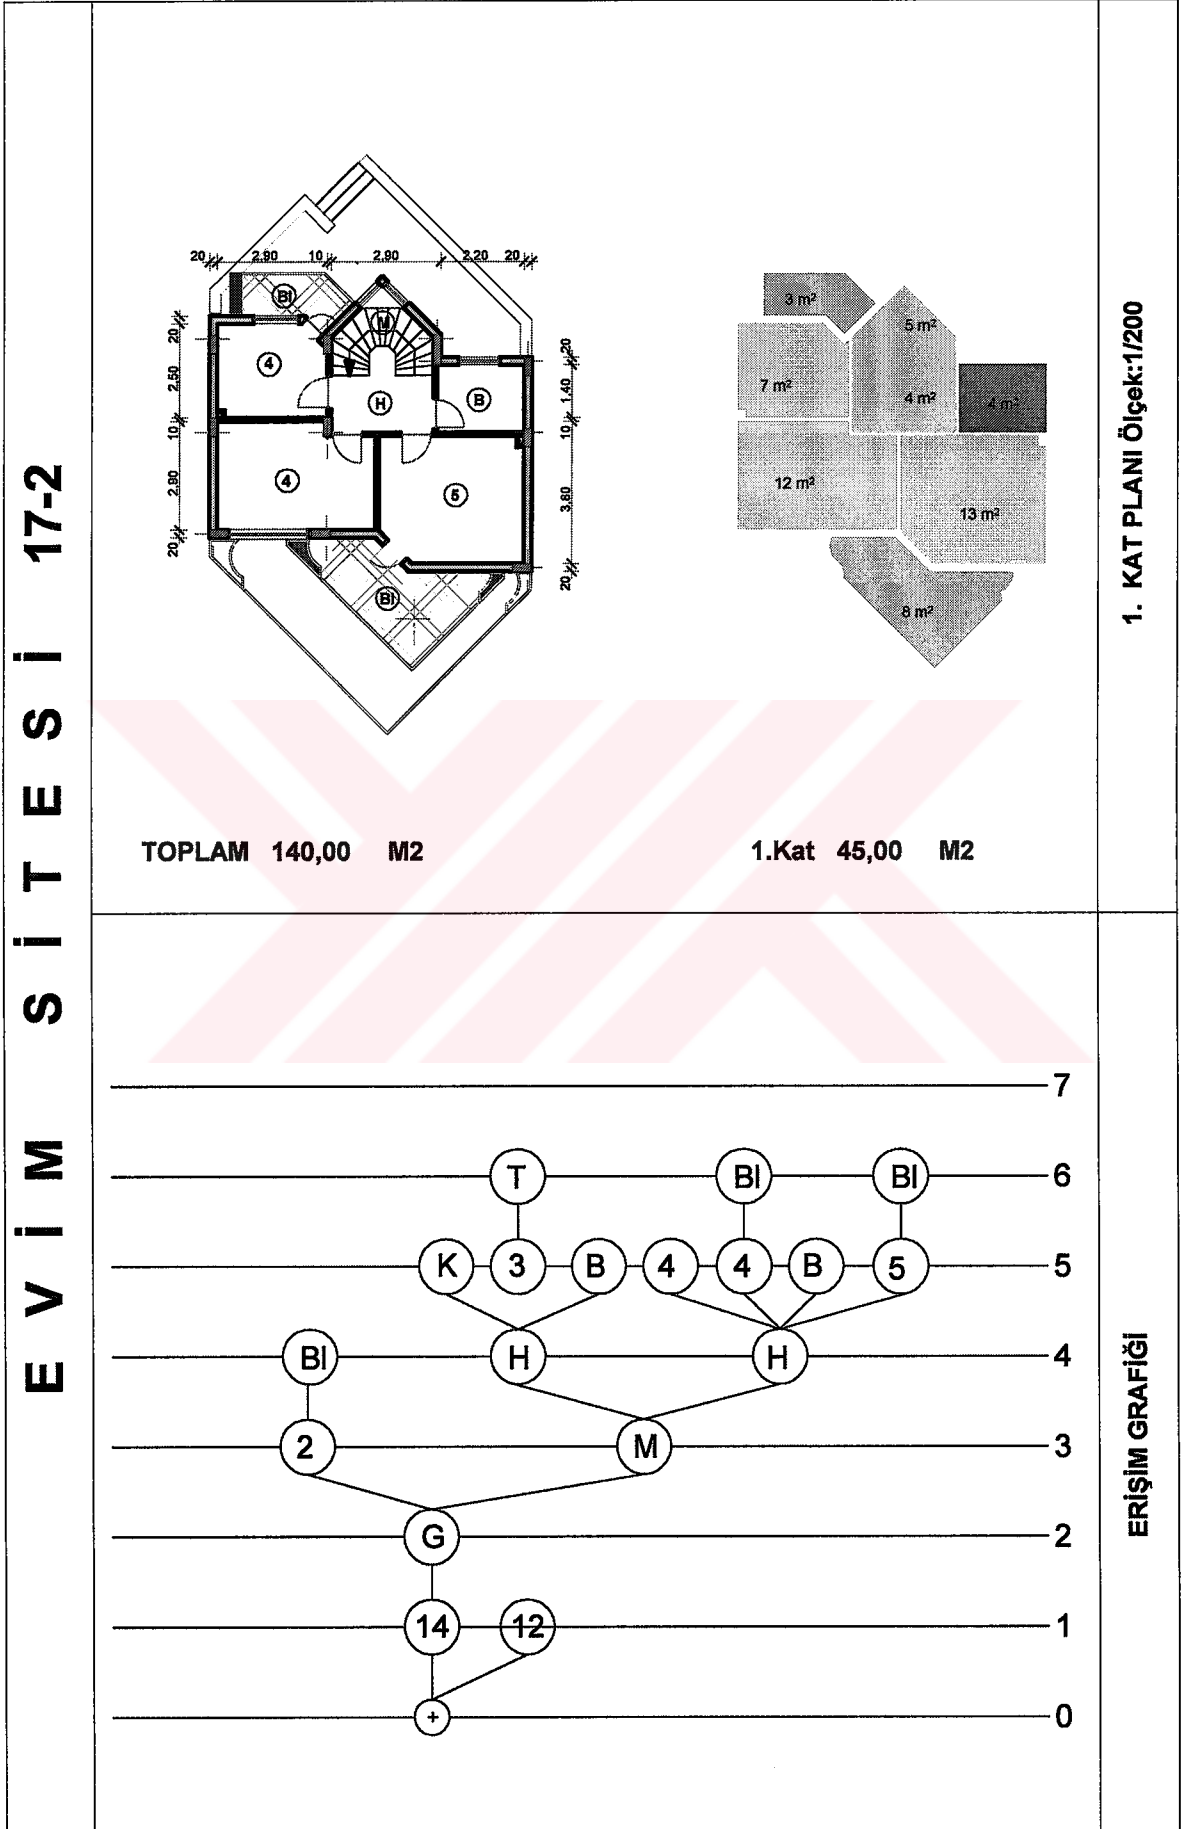 EVİM SİTESİ 17-2
20 2,90 10 2,80 2,20 20
Bl
M
4
H
B
4
5
Bl
20 2,50 10 2,90 20
20 1,40 10 3,80 20
3 m²
5 m²
7 m²
4 m²
4 m²
12 m²
13 m²
8 m²
1. KAT PLANI Ölçek:1/200
TOPLAM 140,00 M2
1.Kat 45,00 M2
7
T Bl Bl 6
K 3 B 4 4 B 5 5
Bl H H 4
2 M 3
G 2
14 12 1
+ 0
ERİŞİM GRAFİĞİ